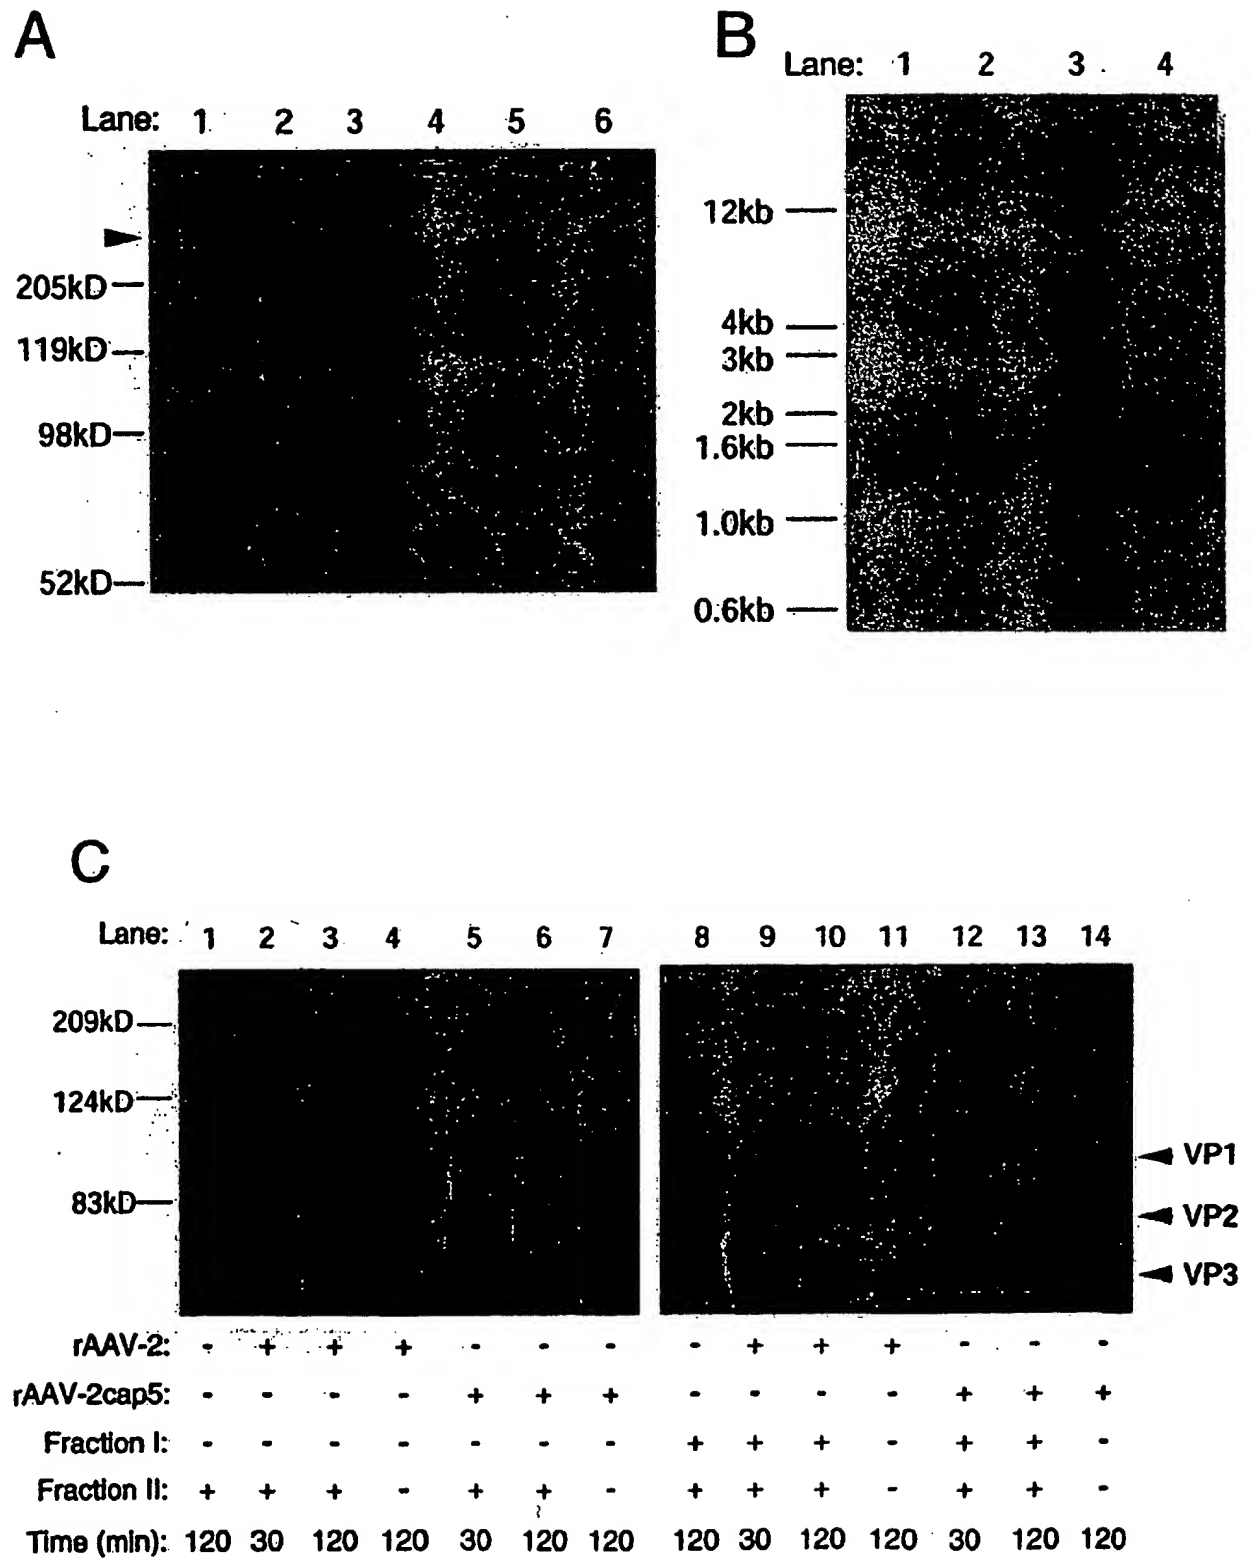 A
Lane: 1 2 3 4 5 6
205kD
119kD
98kD
52kD
B
Lane: 1 2 3 4
12kb
4kb
3kb
2kb
1.6kb
1.0kb
0.6kb
C
Lane: 1 2 3 4 5 6 7 8 9 10 11 12 13 14
209kD
124kD
83kD
VP1
VP2
VP3
rAAV-2: - + + + - - - - + + + - - -
rAAV-2cap5: - - - - + + + - - - - + + +
Fraction I: - - - - - - - + + + - + + -
Fraction II: + + + - + + - + + + - + + -
Time (min): 120 30 120 120 30 120 120 120 30 120 120 30 120 120